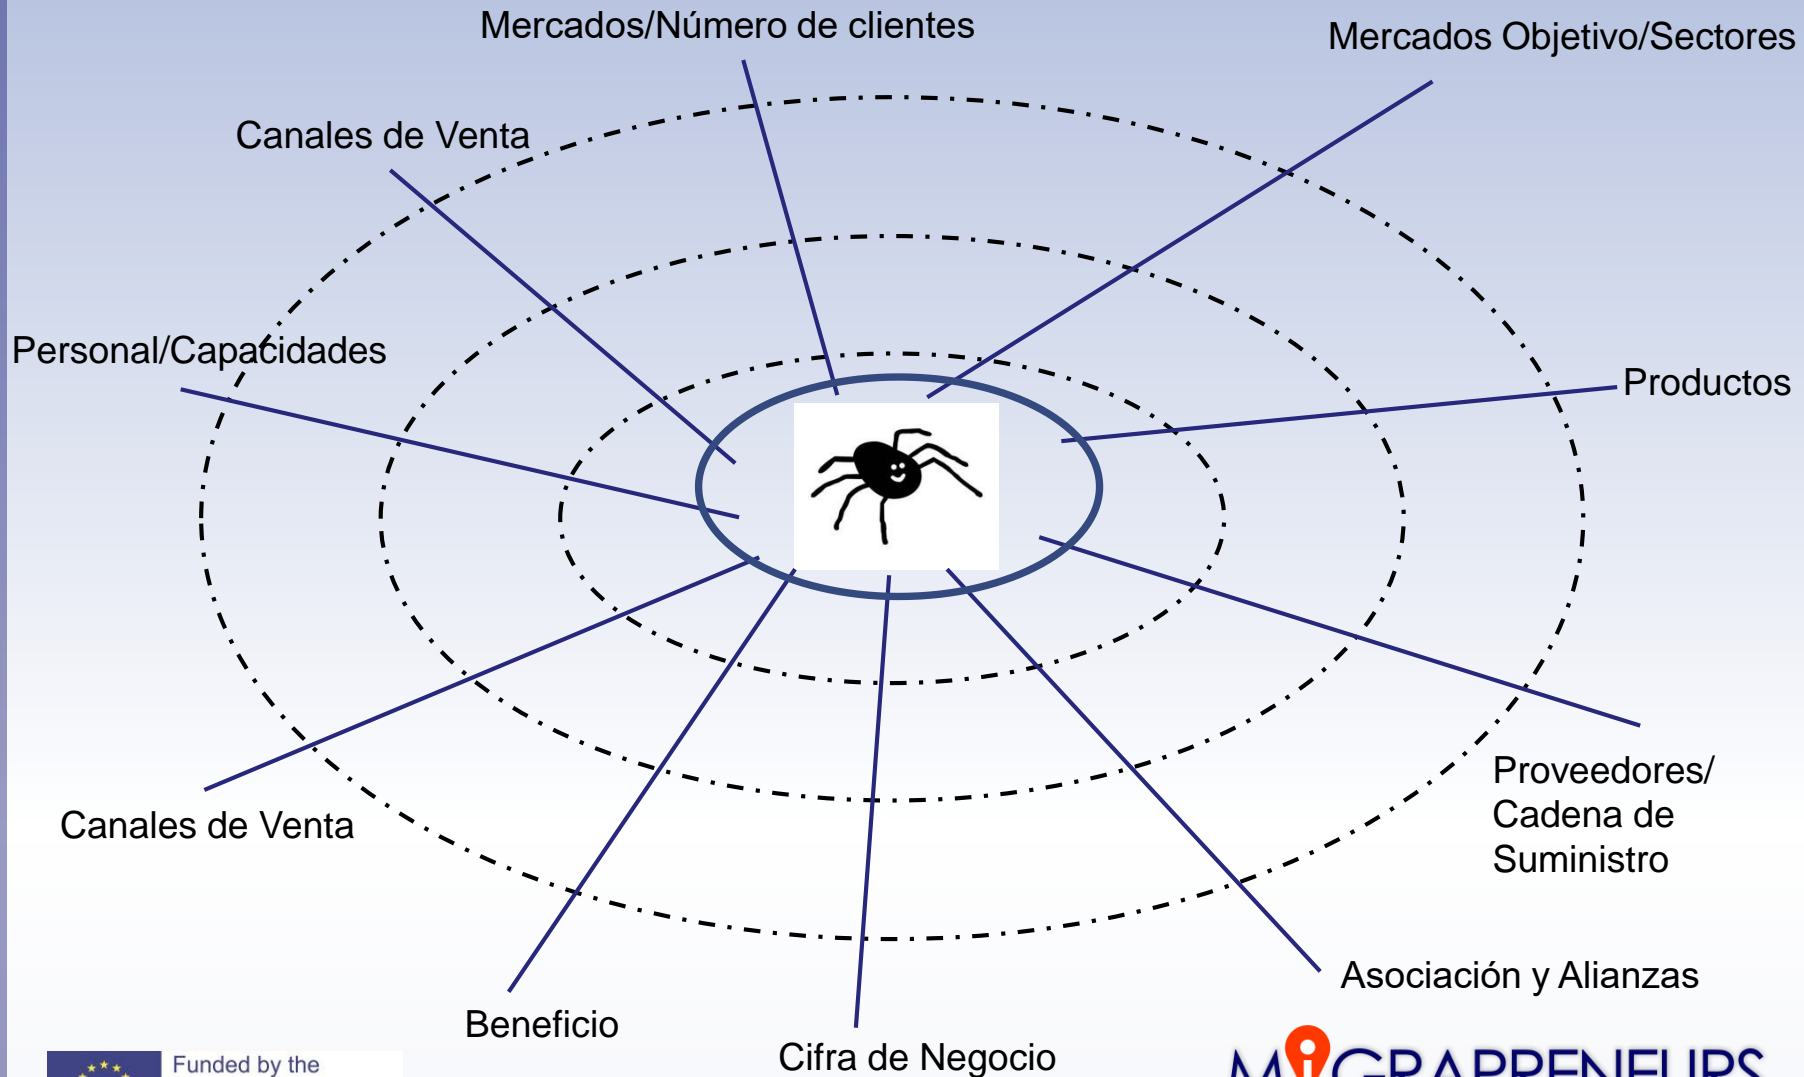 Mercados/Número de clientes
Mercados Objetivo/Sectores
Canales de Venta
Personal/Capacidades
Productos
Proveedores/
Cadena de
Suministro
Canales de Venta
Asociación y Alianzas
Beneficio
Cifra de Negocio
Funded by the
MiGRAPRENEURS